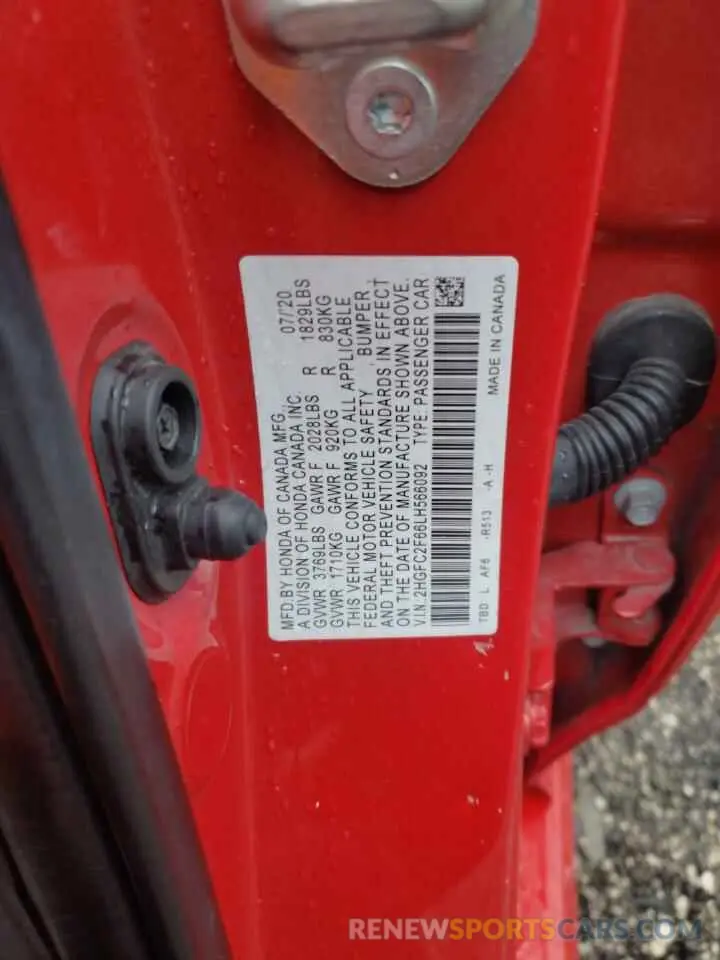 MFD.BY HONDA OF CANADA MFG. 07/'20
A DIVISION OF HONDA CANADA INC.
GVWR 3769LBS GAWR F 2028LBS R 1829LBS
GVWR 1710KG GAWR F 920KG R 830KG
THIS VEHICLE CONFORMS TO ALL APPLICABLE
FEDERAL MOTOR VEHICLE SAFETY , BUMPER,
AND THEFT PREVENTION STANDARDS IN EFFECT
ON THE DATE OF MANUFACTURE SHOWN ABOVE.
V.I.N. 2HGFC2F66LH566092 TYPE: PASSENGER CAR
TBD L AF6 -R513 -A -H MADE IN CANADA
RENEWSPORTSCARS.COM